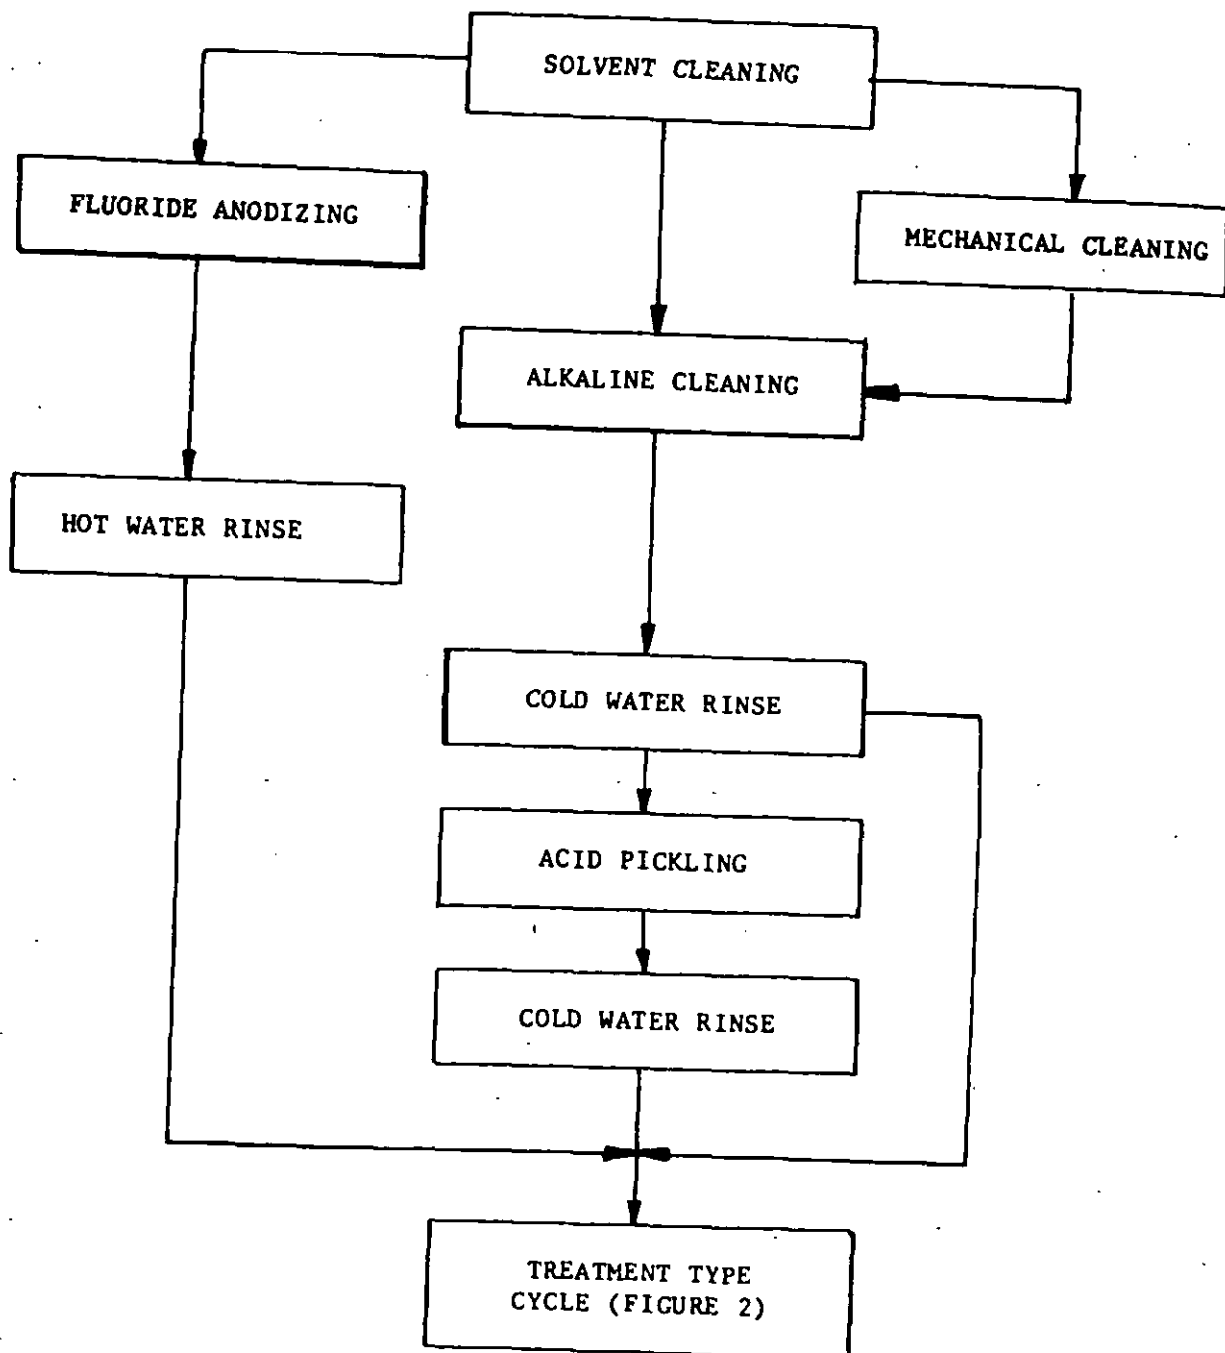 SOLVENT CLEANING
FLUORIDE ANODIZING
MECHANICAL CLEANING
ALKALINE CLEANING
HOT WATER RINSE
COLD WATER RINSE
ACID PICKLING
COLD WATER RINSE
TREATMENT TYPE
CYCLE (FIGURE 2)